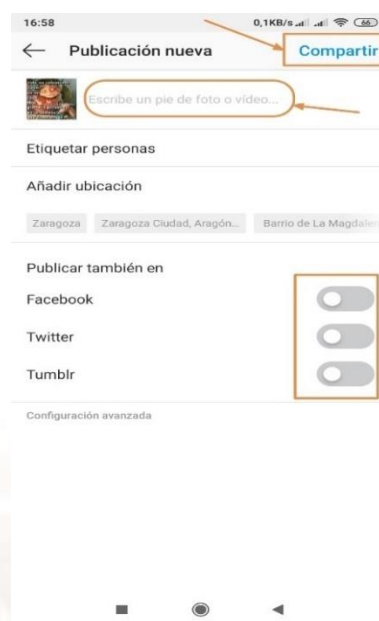 16:58
0,1KB/s
66
Publicación nueva
Compartir
Escribe un pie de foto o vídeo...
Etiquetar personas
Añadir ubicación
Zaragoza
Zaragoza Ciudad, Aragón...
Barrio de La Magdalen
Publicar también en
Facebook
Twitter
Tumblr
Configuración avanzada